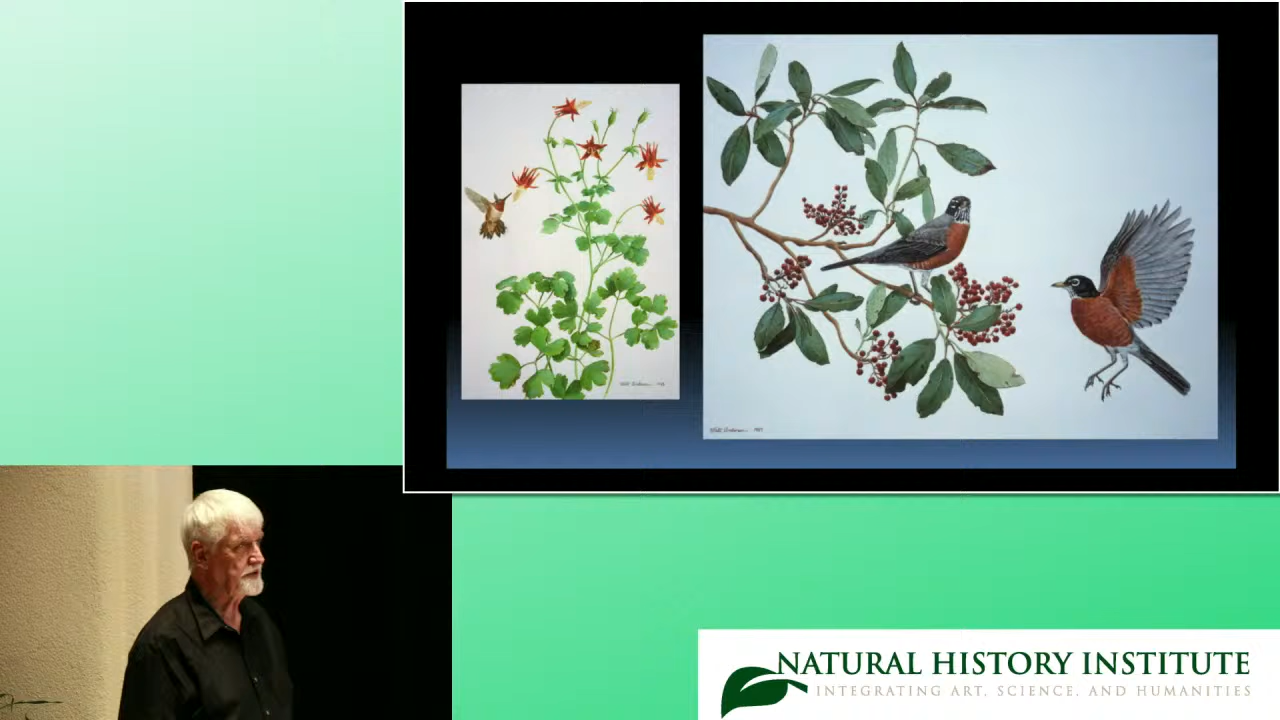 NATURAL HISTORY INSTITUTE
INTEGRATING ART, SCIENCE, AND HUMANITIES